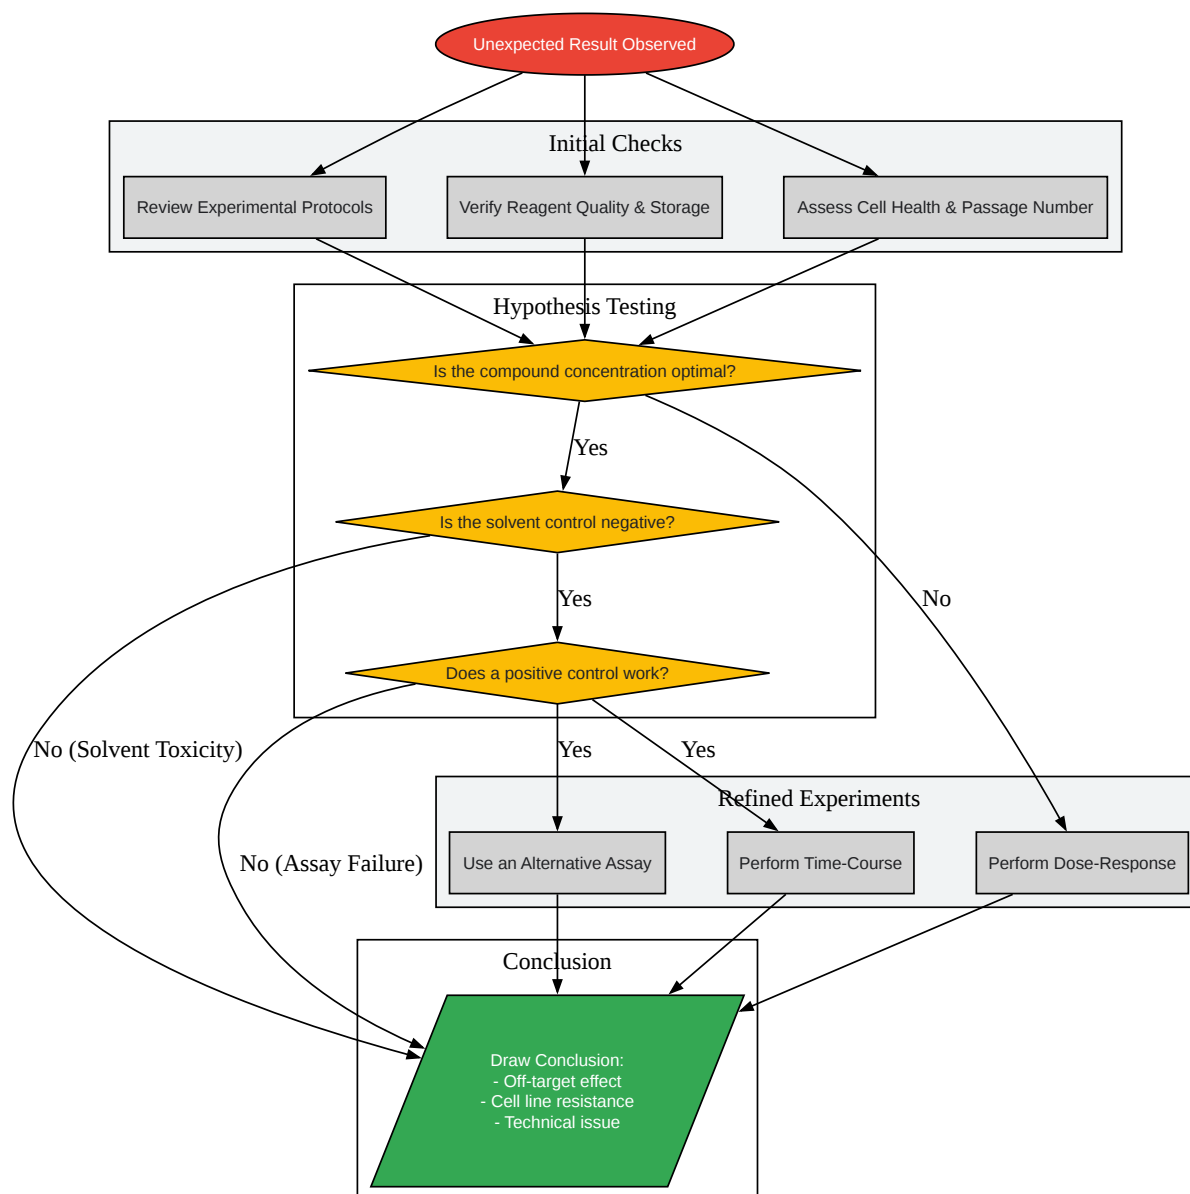 Unexpected Result Observed
Initial Checks
Review Experimental Protocols
Verify Reagent Quality & Storage
Assess Cell Health & Passage Number
Hypothesis Testing
Is the compound concentration optimal?
Yes
Is the solvent control negative?
Yes
No
Does a positive control work?
No (Solvent Toxicity)
Yes
Yes
Refined Experiments
No (Assay Failure)
Use an Alternative Assay
Perform Time-Course
Perform Dose-Response
Conclusion
Draw Conclusion:
- Off-target effect
- Cell line resistance
- Technical issue